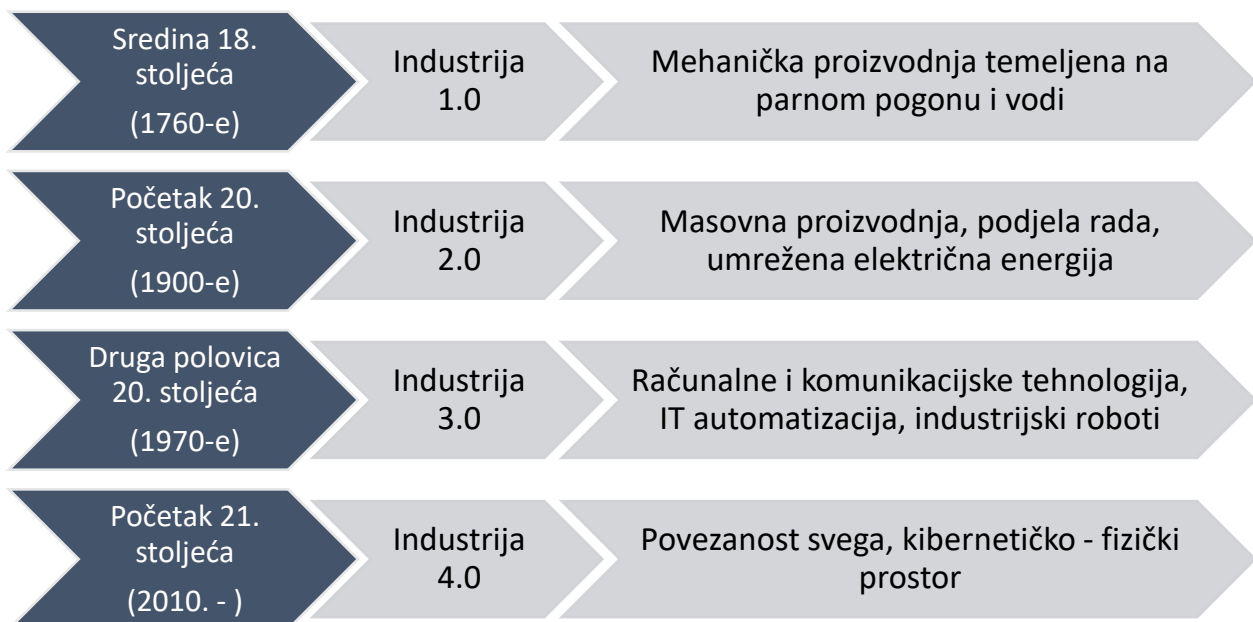 Sredina 18.
stoljeća
(1760-e)
Industrija
1.0
Mehanička proizvodnja temeljena na
parnom pogonu i vodi
Početak 20.
stoljeća
(1900-e)
Industrija
2.0
Masovna proizvodnja, podjela rada,
umrežena električna energija
Druga polovica
20. stoljeća
(1970-e)
Industrija
3.0
Računalne i komunikacijske tehnologija,
IT automatizacija, industrijski roboti
Početak 21.
stoljeća
(2010. - )
Industrija
4.0
Povezanost svega, kibernetičko - fizički
prostor